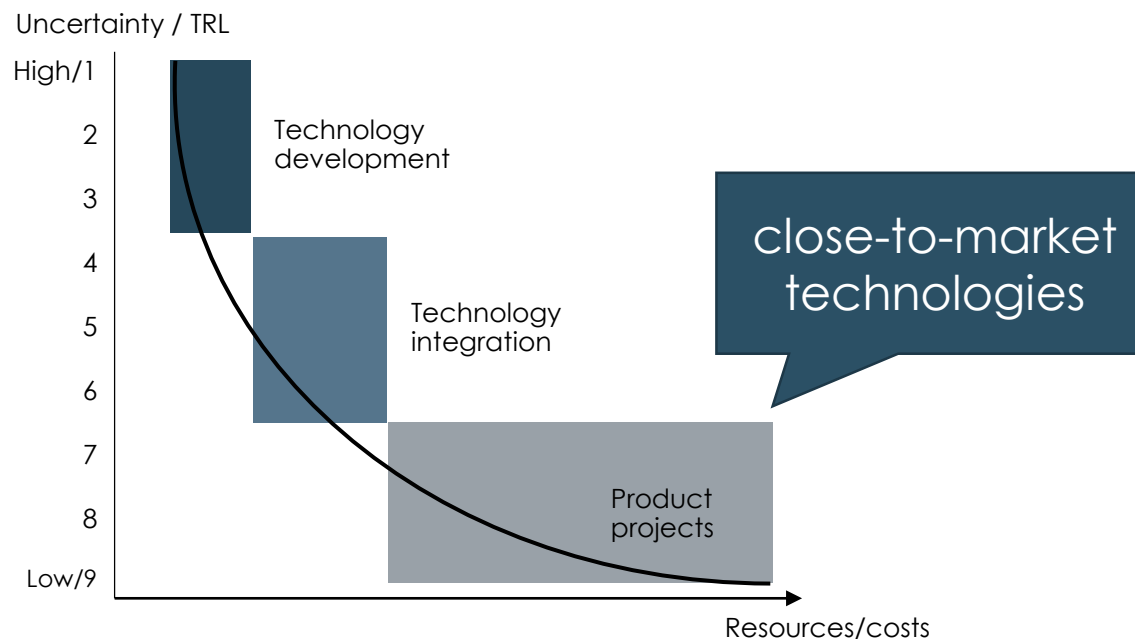 Uncertainty / TRL
High/1
2
Technology
development
3
close-to-market
technologies
4
5
Technology
integration
6
7
Product
projects
8
Low/9
Resources/costs